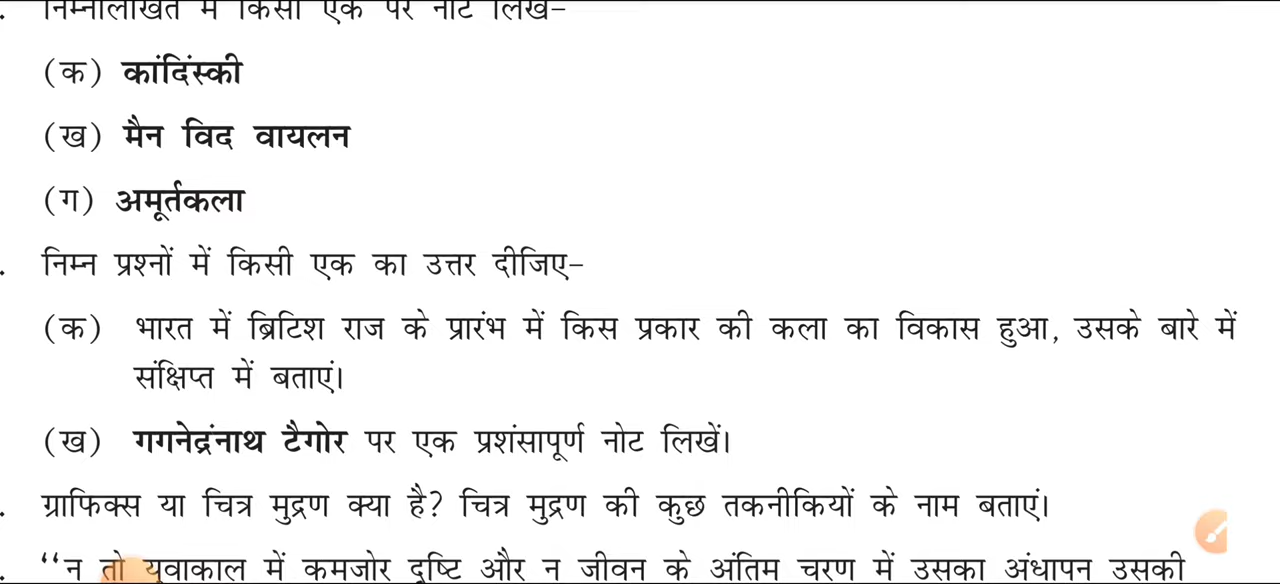 . निम्नलिखित में किसी एक पर नोट लिखें–
(क) कांदिंस्की
(ख) मैन विद वायलन
(ग) अमूर्तकला
. निम्न प्रश्नों में किसी एक का उत्तर दीजिए–
(क) भारत में ब्रिटिश राज के प्रारंभ में किस प्रकार की कला का विकास हुआ, उसके बारे में
संक्षिप्त में बताएं।
(ख) गगनेद्रंनाथ टैगोर पर एक प्रशंसापूर्ण नोट लिखें।
. ग्राफिक्स या चित्र मुद्रण क्या है? चित्र मुद्रण की कुछ तकनीकियों के नाम बताएं।
. ‘‘न तो युवाकाल में कमजोर दृष्टि और न जीवन के अंतिम चरण में उसका अंधापन उसकी